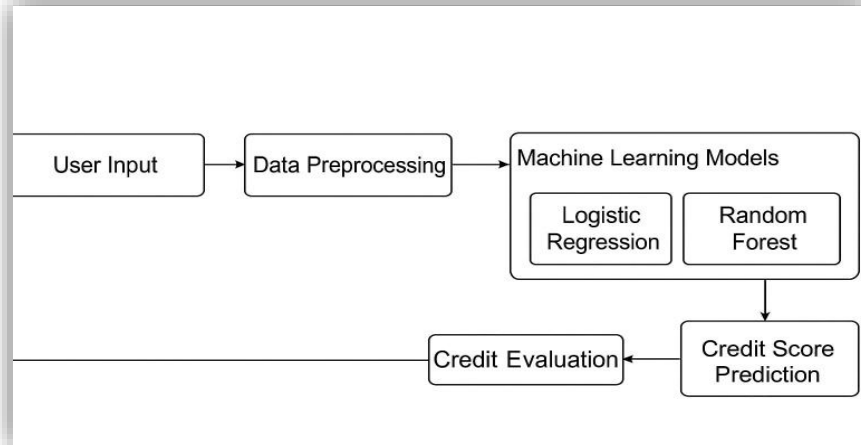 User Input
Data Preprocessing
Machine Learning Models
Logistic
Regression
Random
Forest
Credit Score
Prediction
Credit Evaluation